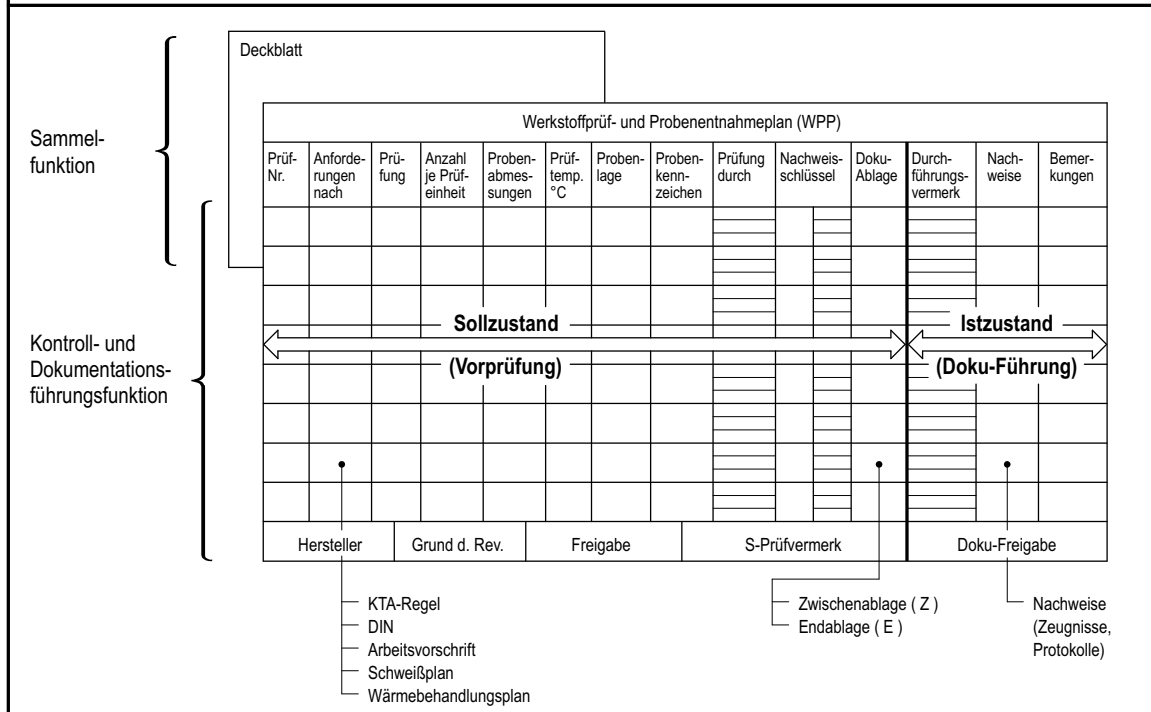 Deckblatt
Sammel-
funktion
Werkstoffprüf- und Probenentnahmeplan (WPP)
Prüf-
Nr.
Anforde-
rungen
nach
Prü-
fung
Anzahl
je Prüf-
einheit
Proben-
abmes-
sungen
Prüf-
temp.
°C
Proben-
lage
Proben-
kenn-
zeichen
Prüfung
durch
Nachweis-
schlüssel
Doku-
Ablage
Durch-
führungs-
vermerk
Nach-
weise
Bemer-
kungen
Kontroll- und
Dokumentations-
führungsfunktion
Sollzustand
(Vorprüfung)
Istzustand
(Doku-Führung)
Hersteller
Grund d. Rev.
Freigabe
S-Prüfvermerk
Doku-Freigabe
KTA-Regel
DIN
Arbeitsvorschrift
Schweißplan
Wärmebehandlungsplan
Zwischenablage ( Z )
Endablage ( E )
Nachweise
(Zeugnisse,
Protokolle)